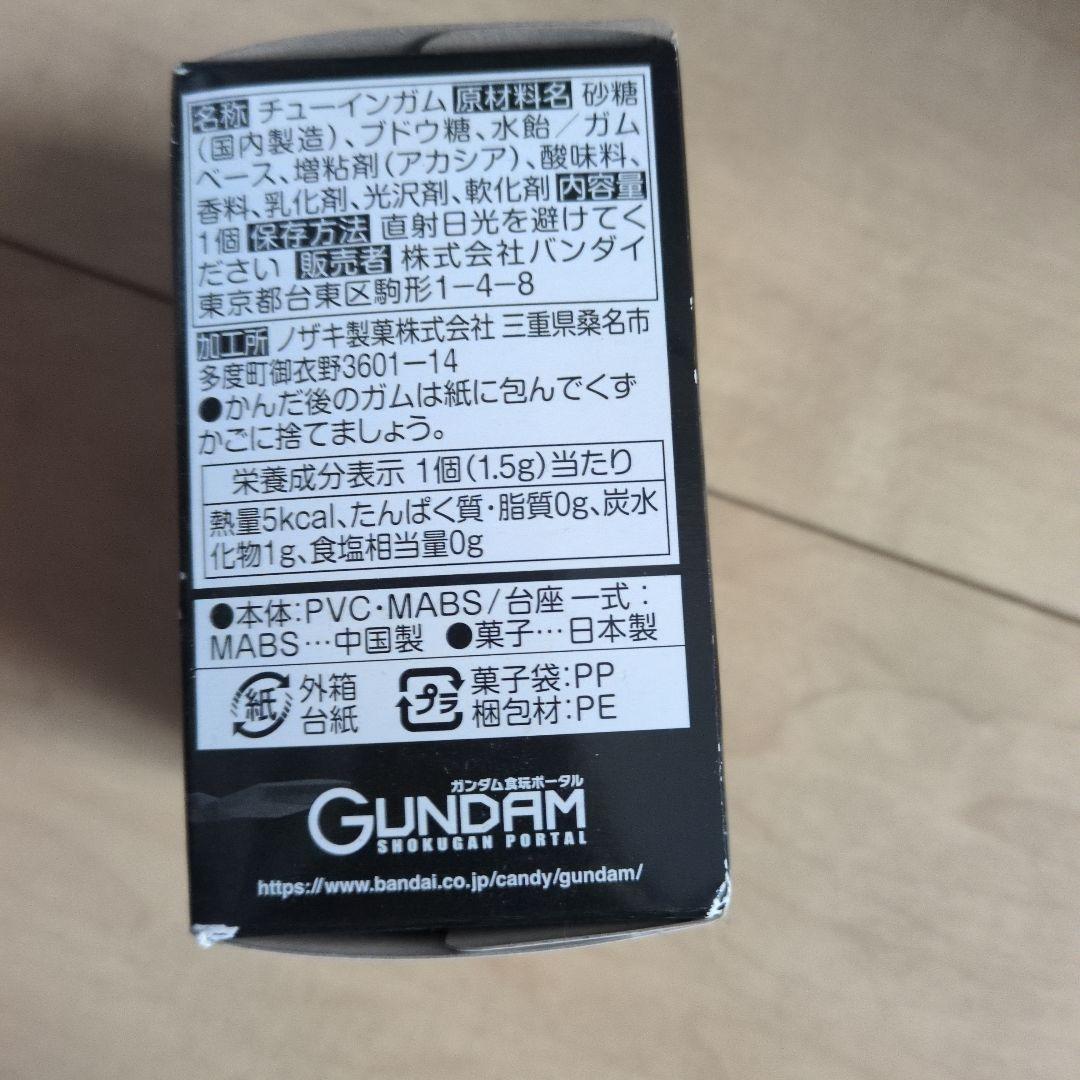 名称 チューインガム 原材料名 砂糖
(国内製造)、ブドウ糖、水飴/ガム
ベース、増粘剤(アカシア)、酸味料、
香料、乳化剤、光沢剤、軟化剤 内容量
1個 保存方法 直射日光を避けてく
ださい 販売者 株式会社バンダイ
東京都台東区駒形1-4-8
加工所 ノザキ製菓株式会社 三重県桑名市
多度町御衣野3601-14
●かんだ後のガムは紙に包んでくず
かごに捨てましょう。
栄養成分表示 1個(1.5g)当たり
熱量5kcal、たんぱく質・脂質0g、炭水
化物1g、食塩相当量0g
●本体:PVC・MABS/台座一式:
MABS…中国製 ●菓子…日本製
紙 外箱
台紙
プラ 菓子袋:PP
梱包材:PE
ガンダム食玩ポータル
GUNDAM
SHOKUGAN PORTAL
https://www.bandai.co.jp/candy/gundam/